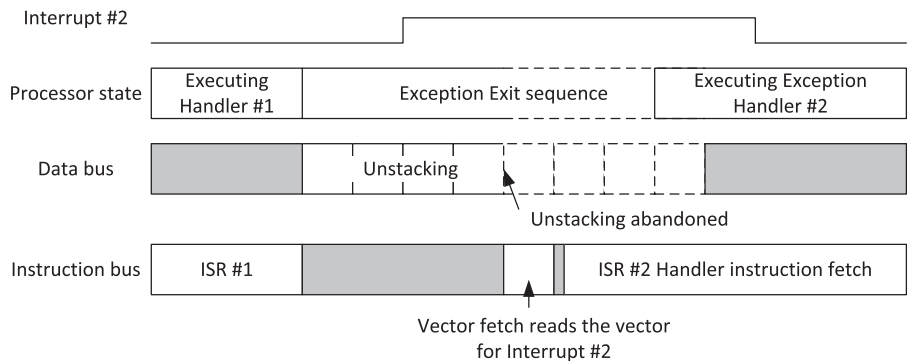 Interrupt #2
Processor state
Executing
Handler #1
Exception Exit sequence
Executing Exception
Handler #2
Data bus
Unstacking
Unstacking abandoned
Instruction bus
ISR #1
ISR #2 Handler instruction fetch
Vector fetch reads the vector
for Interrupt #2